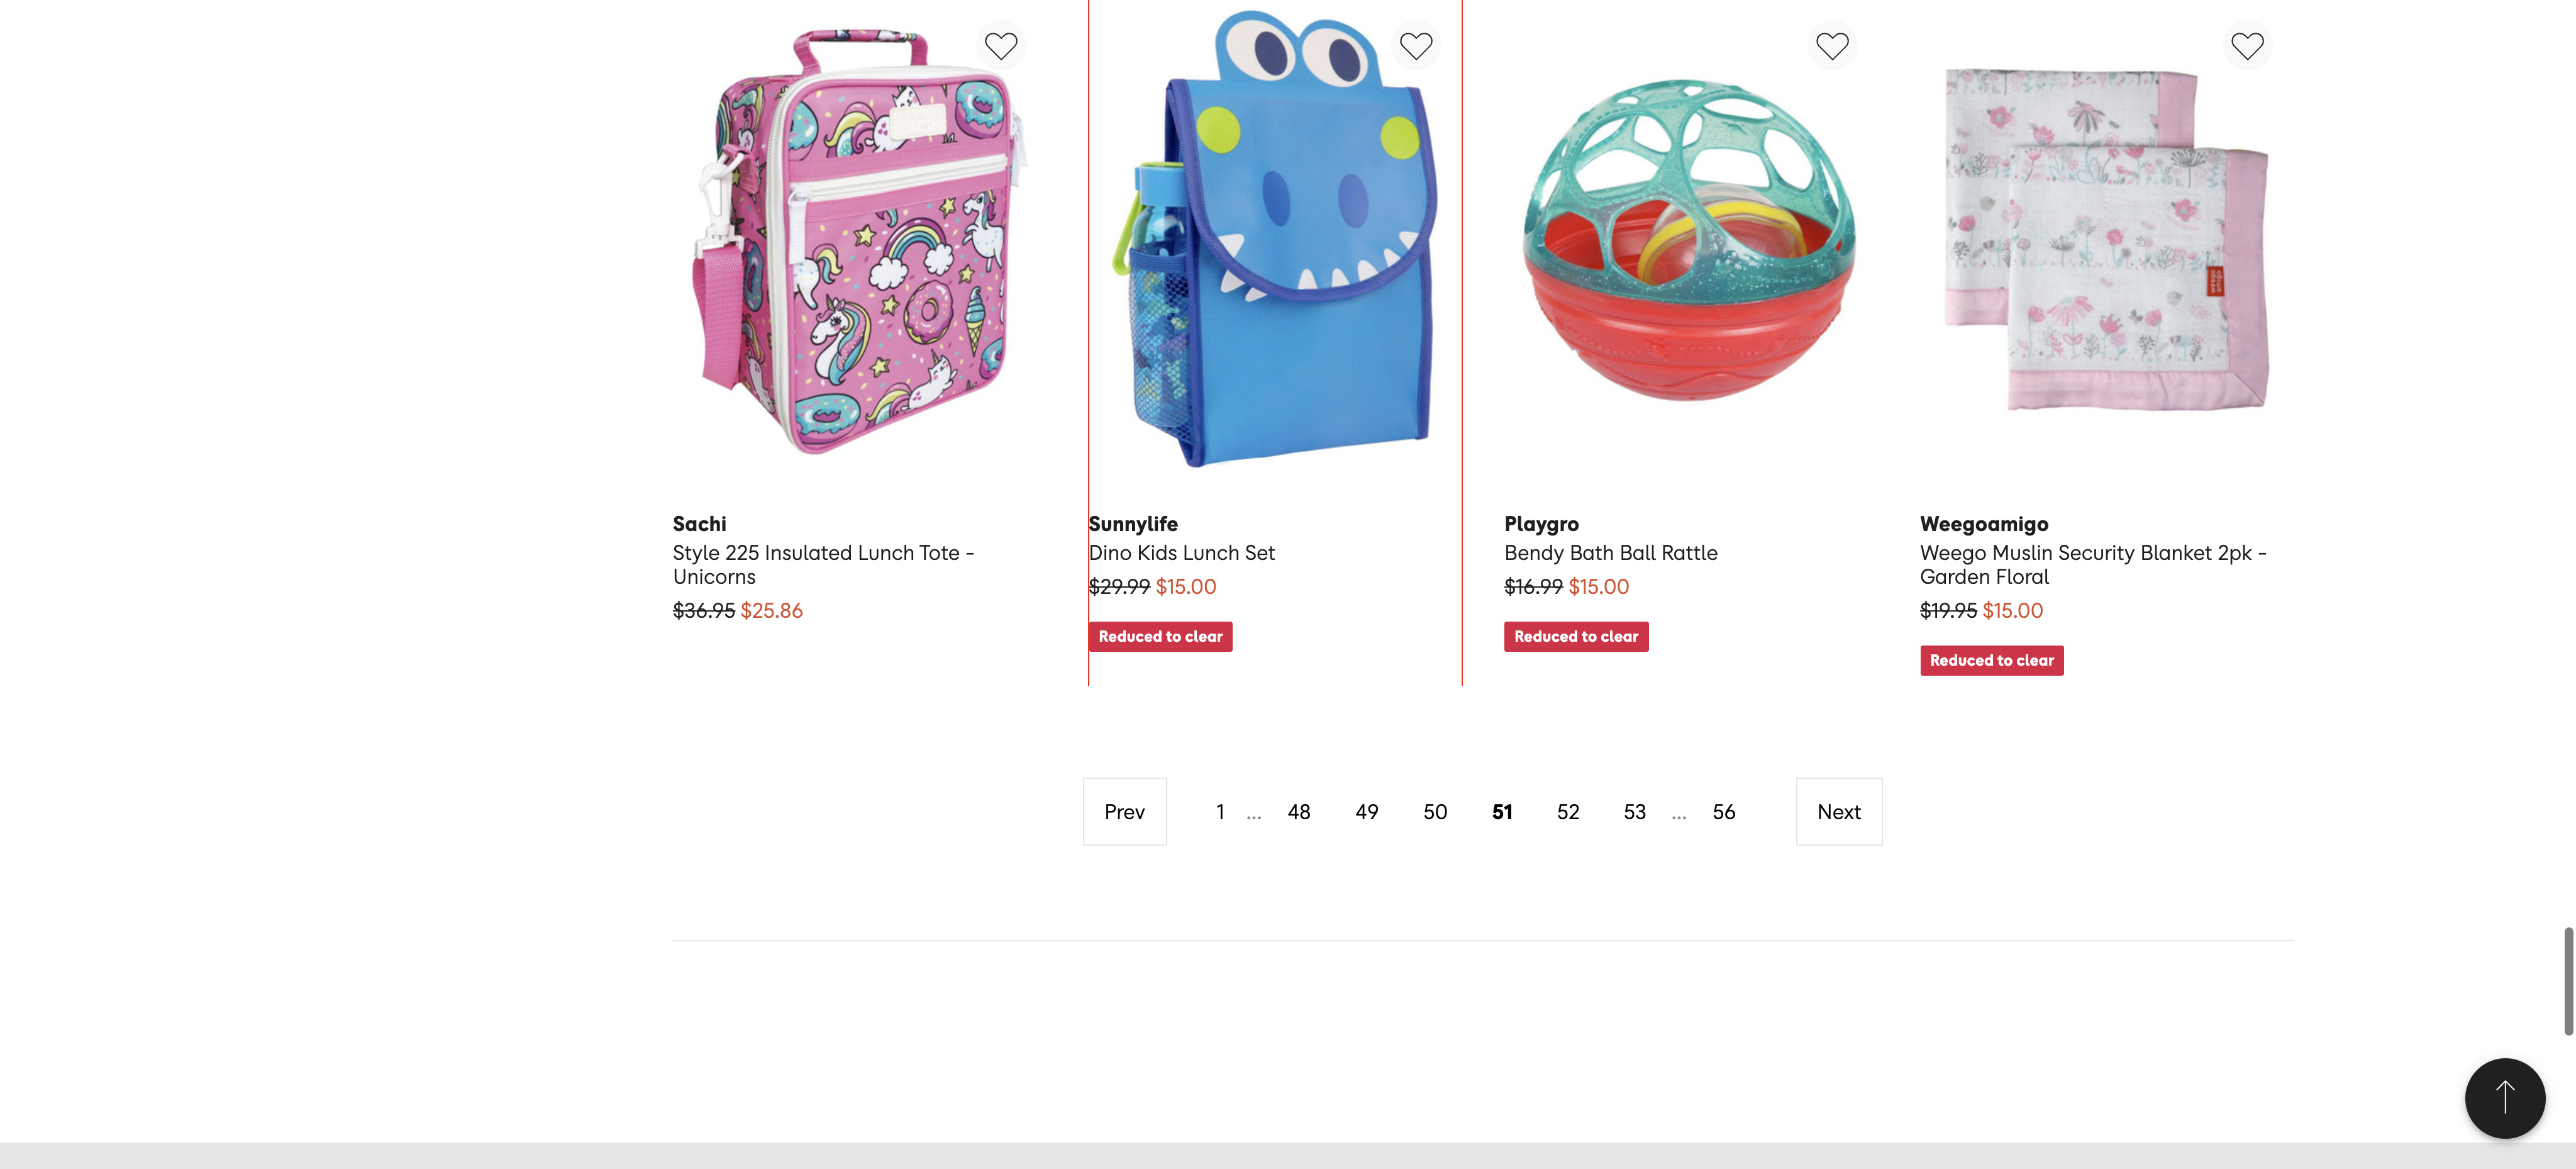 Sachi
Style 225 Insulated Lunch Tote -
Unicorns
$36.95 $25.86
Sunnylife
Dino Kids Lunch Set
$29.99 $15.00
Reduced to clear
Playgro
Bendy Bath Ball Rattle
$16.99 $15.00
Reduced to clear
weego
amigo
Weegoamigo
Weego Muslin Security Blanket 2pk -
Garden Floral
$19.95 $15.00
Reduced to clear
Prev 1 ... 48 49 50 51 52 53 ... 56 Next